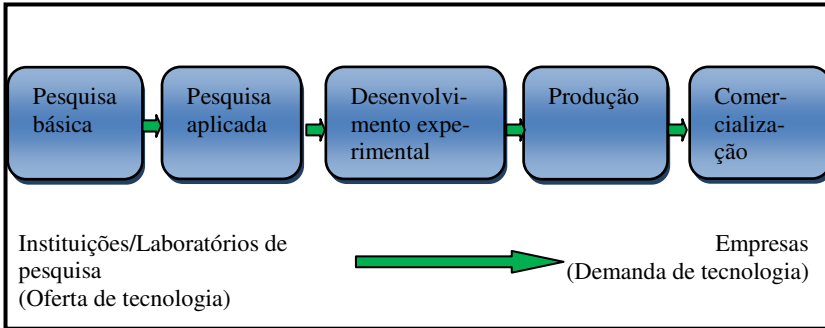 Pesquisa
básica
Pesquisa
aplicada
Desenvolvi-
mento expe-
rimental
Produção
Comer-
cializa-
ção
Instituições/Laboratórios de
pesquisa
(Oferta de tecnologia)
Empresas
(Demanda de tecnologia)